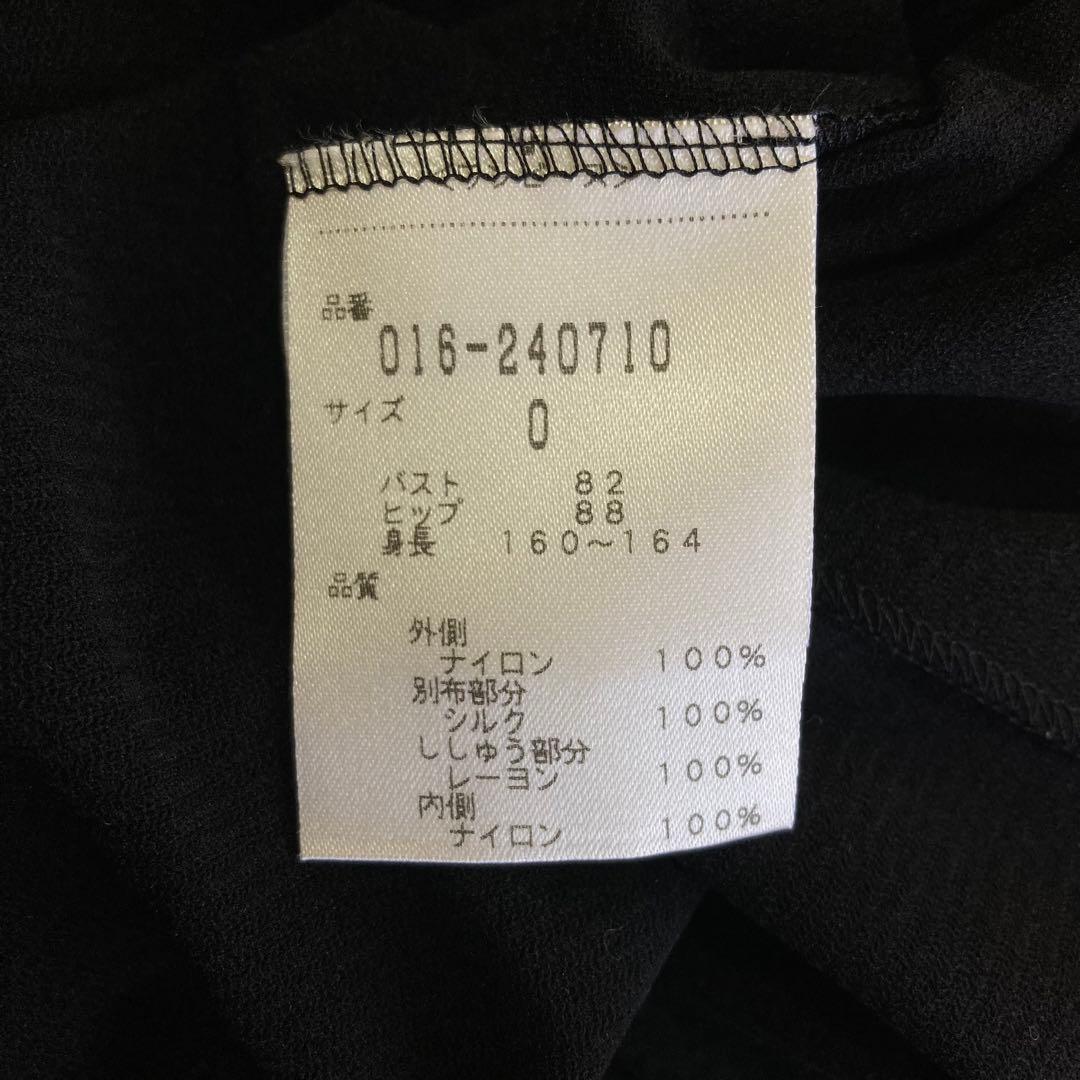 品番
016-240710
サイズ 0
バスト 82
ヒップ 88
身長 160~164
品質
外側
ナイロン 100%
別布部分
シルク 100%
ししゅう部分
レーヨン 100%
内側
ナイロン 100%